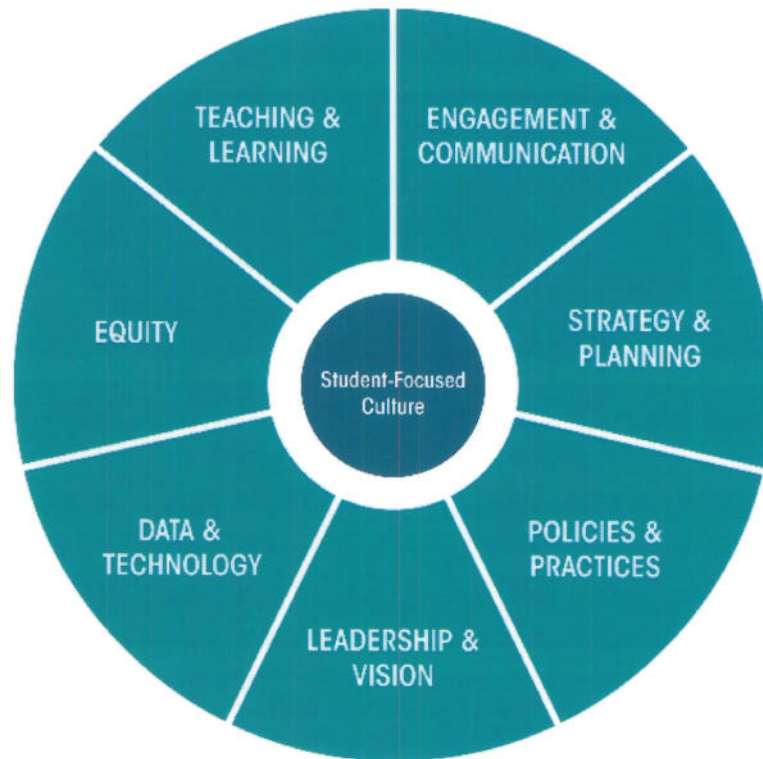 TEACHING &
LEARNING
ENGAGEMENT &
COMMUNICATION
EQUITY
STRATEGY &
PLANNING
Student-Focused
Culture
DATA &
TECHNOLOGY
POLICIES &
PRACTICES
LEADERSHIP &
VISION